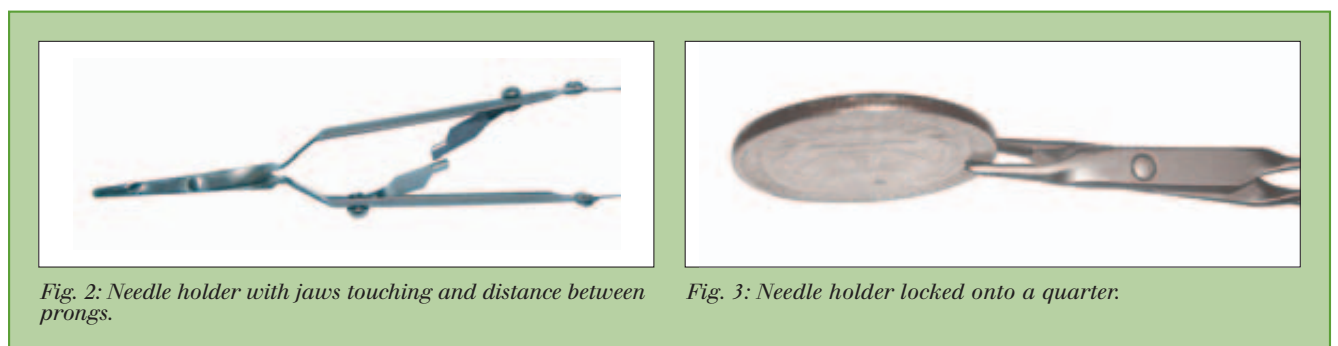 Fig. 2: Needle holder with jaws touching and distance between
prongs.
Fig. 3: Needle holder locked onto a quarter.